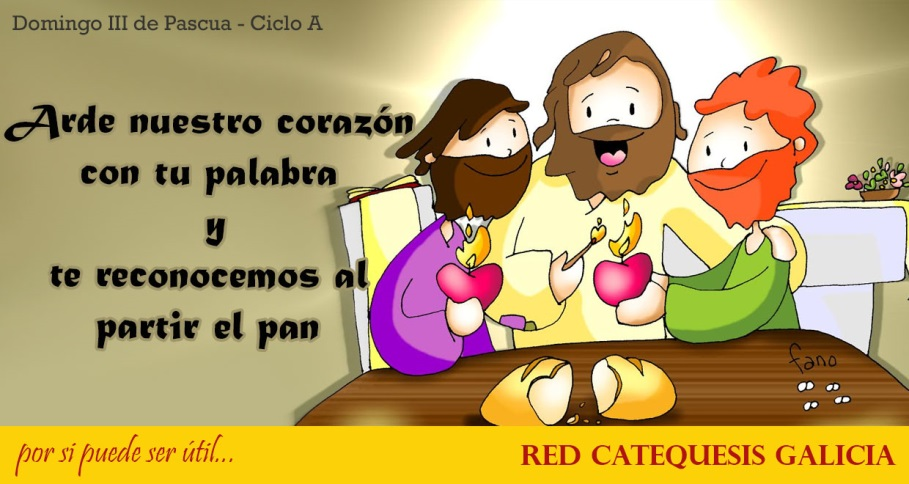 Domingo III de Pascua - Ciclo A
Arde nuestro corazón
con tu palabra
y
te reconocemos al
partir el pan
fano
por si puede ser útil...
RED CATEQUESIS GALICIA